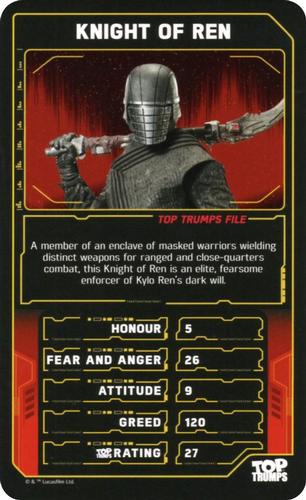 KNIGHT OF REN
TOP TRUMPS FILE
A member of an enclave of masked warriors wielding
distinct weapons for ranged and close-quarters
combat, this Knight of Ren is an elite, fearsome
enforcer of Kylo Ren's dark will.
HONOUR 5
FEAR AND ANGER 26
ATTITUDE 9
GREED 120
TOP TRUMPS RATING 27
© & ™ Lucasfilm Ltd.
TOP
TRUMPS